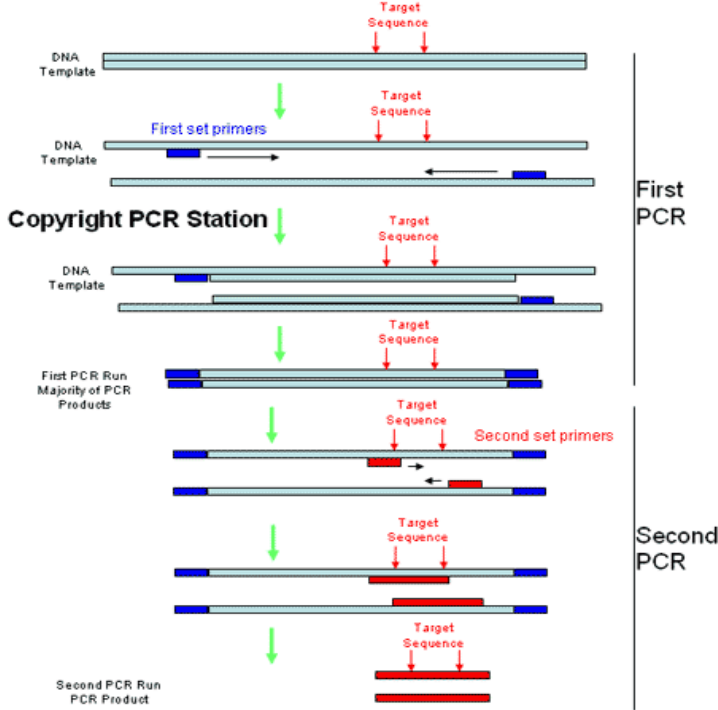 Target
Sequence
DNA
Template
Target
Sequence
First set primers
DNA
Template
First
PCR
Copyright PCR Station
Target
Sequence
DNA
Template
Target
Sequence
First PCR Run
Majority of PCR
Products
Target
Sequence
Second set primers
Target
Sequence
Second
PCR
Target
Sequence
Second PCR Run
PCR Product